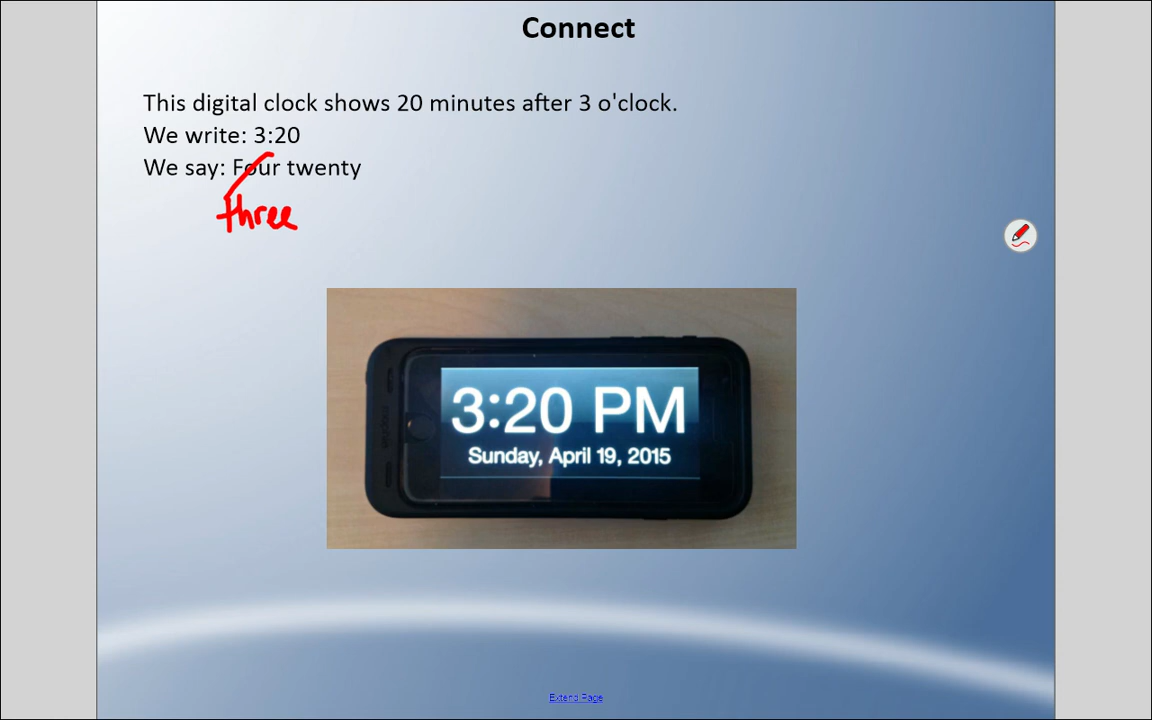 Connect
This digital clock shows 20 minutes after 3 o'clock.
We write: 3:20
We say: Four twenty
three
3:20 PM
Sunday, April 19, 2015
Extend Page